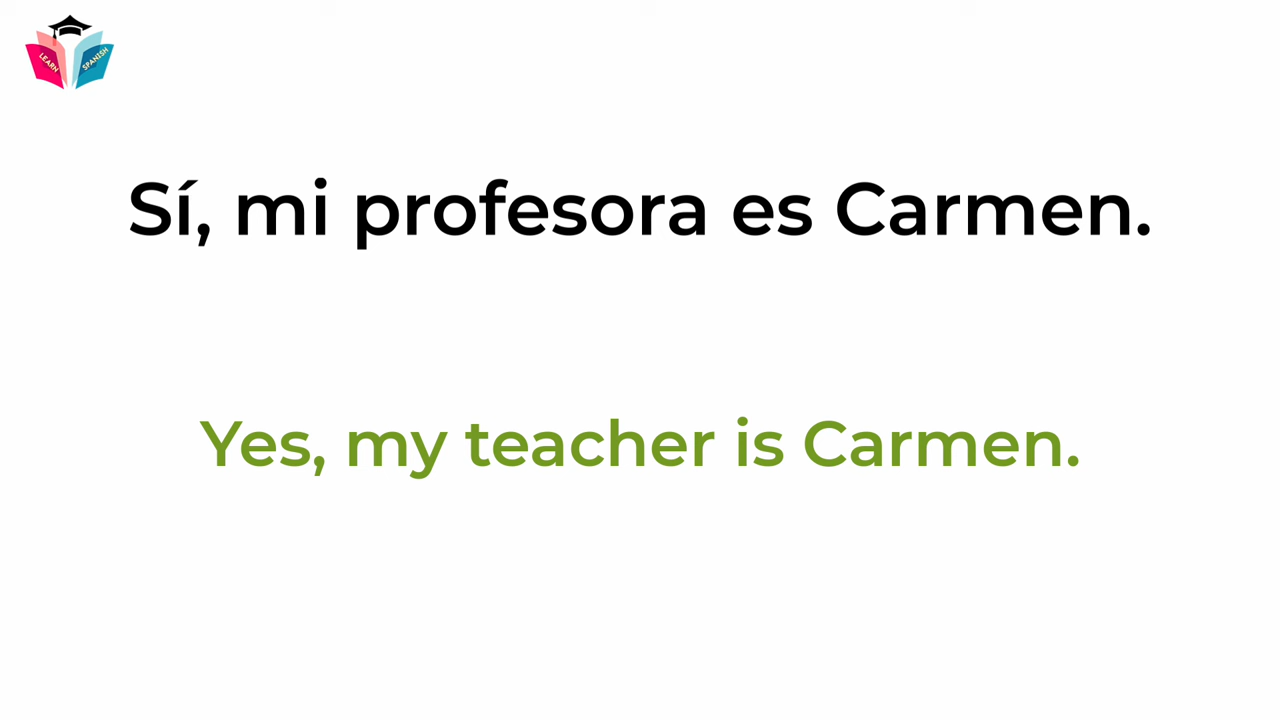 LEARN SPANISH
Sí, mi profesora es Carmen.
Yes, my teacher is Carmen.